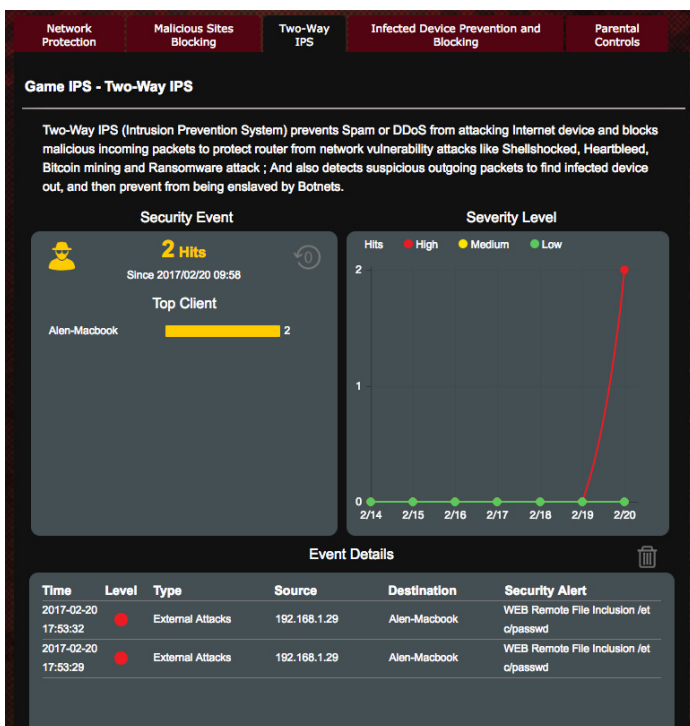 Network Protection
Malicious Sites Blocking
Two-Way IPS
Infected Device Prevention and Blocking
Parental Controls
Game IPS - Two-Way IPS
Two-Way IPS (Intrusion Prevention System) prevents Spam or DDoS from attacking Internet device and blocks
malicious incoming packets to protect router from network vulnerability attacks like Shellshocked, Heartbleed,
Bitcoin mining and Ransomware attack ; And also detects suspicious outgoing packets to find infected device
out, and then prevent from being enslaved by Botnets.
Security Event
2 Hits
0
Since 2017/02/20 09:58
Top Client
Alen-Macbook 2
Severity Level
Hits High Medium Low
2
1
0
2/14 2/15 2/16 2/17 2/18 2/19 2/20
Event Details
Time Level Type Source Destination Security Alert
2017-02-20 External Attacks 192.168.1.29 Alen-Macbook WEB Remote File Inclusion /et
17:53:32 c/passwd
2017-02-20 External Attacks 192.168.1.29 Alen-Macbook WEB Remote File Inclusion /et
17:53:29 c/passwd